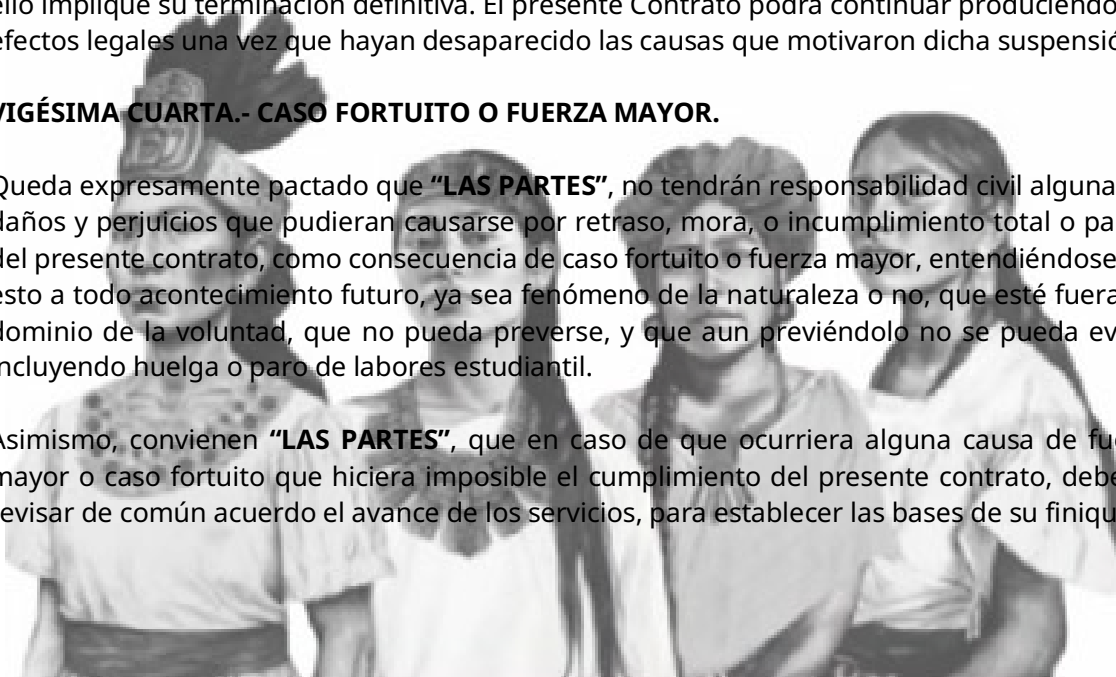 ello implique su terminación definitiva. El presente Contrato podrá continuar produciendo
efectos legales una vez que hayan desaparecido las causas que motivaron dicha suspensió
VIGÉSIMA CUARTA.- CASO FORTUITO O FUERZA MAYOR.
Queda expresamente pactado que “LAS PARTES”, no tendrán responsabilidad civil alguna
daños y perjuicios que pudieran causarse por retraso, mora, o incumplimiento total o pa
del presente contrato, como consecuencia de caso fortuito o fuerza mayor, entendiéndose
esto a todo acontecimiento futuro, ya sea fenómeno de la naturaleza o no, que esté fuera
dominio de la voluntad, que no pueda preverse, y que aun previéndolo no se pueda ev
incluyendo huelga o paro de labores estudiantil.
Asimismo, convienen “LAS PARTES”, que en caso de que ocurriera alguna causa de fue
mayor o caso fortuito que hiciera imposible el cumplimiento del presente contrato, debe
revisar de común acuerdo el avance de los servicios, para establecer las bases de su finiqu